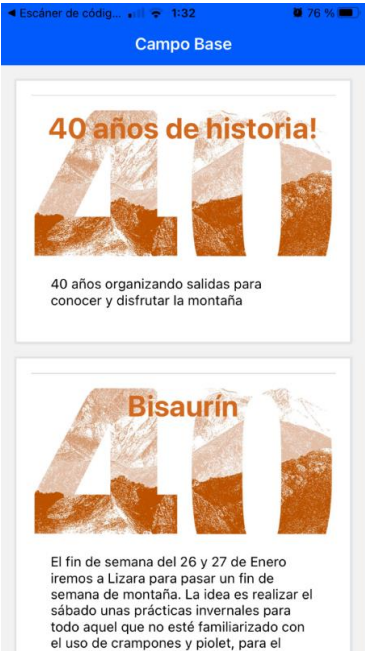 Escáner de códig... 1:32 76 %
Campo Base
40
40 años de historia!
40 años organizando salidas para
conocer y disfrutar la montaña
40
Bisaurín
El fin de semana del 26 y 27 de Enero
iremos a Lizara para pasar un fin de
semana de montaña. La idea es realizar el
sábado unas prácticas invernales para
todo aquel que no esté familiarizado con
el uso de crampones y piolet, para el